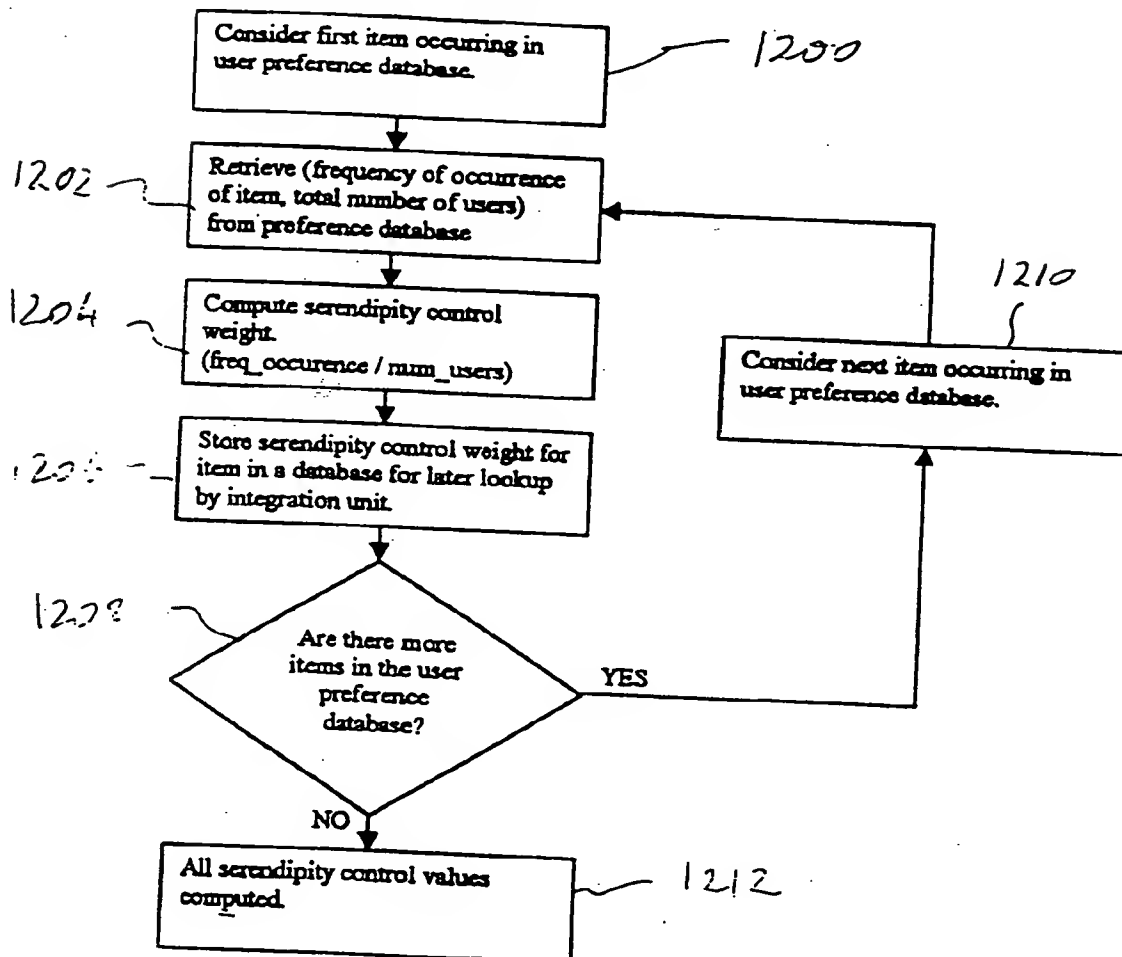 Consider first item occurring in
user preference database.
1200
1202
Retrieve (frequency of occurrence
of item, total number of users)
from preference database
1204
Compute serendipity control
weight.
(freq_occurence / num_users)
1210
Consider next item occurring in
user preference database.
Store serendipity control weight for
item in a database for later lookup
by integration unit.
1208
Are there more
items in the user
preference
database?
YES
NO
All serendipity control values
computed.
1212